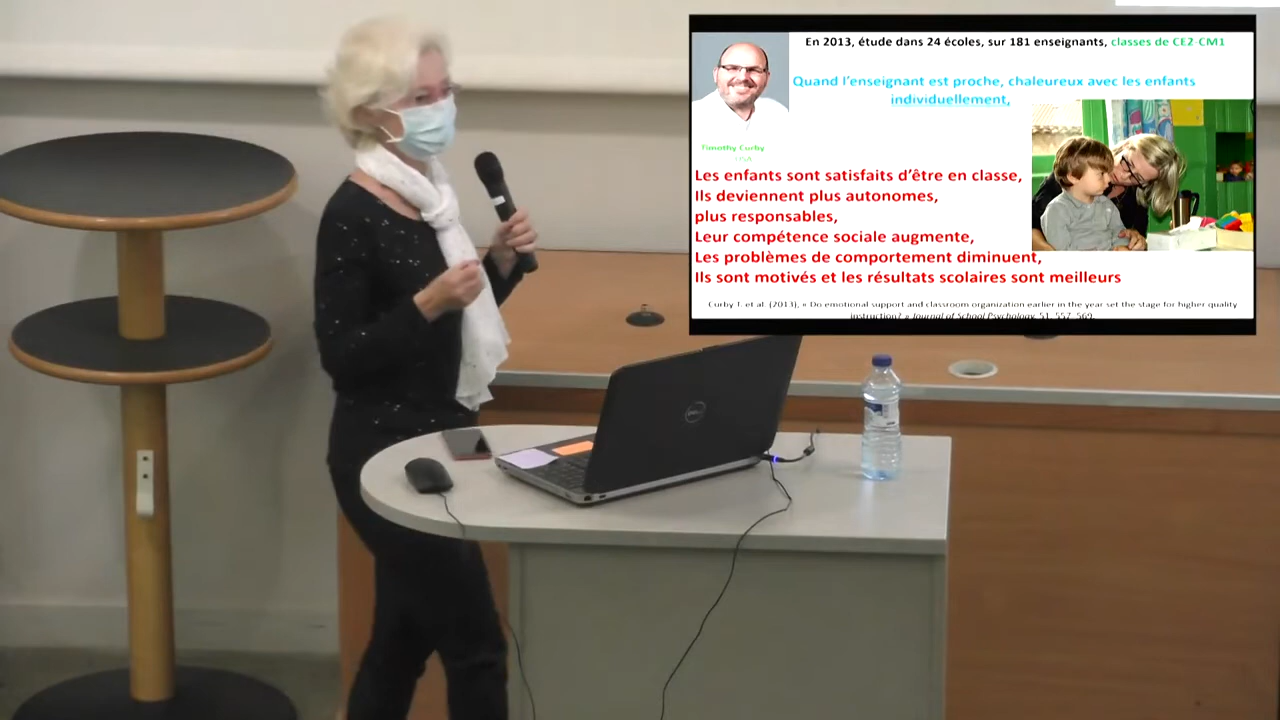 En 2013, étude dans 24 écoles, sur 181 enseignants, classes de CE2-CM1
Quand l'enseignant est proche, chaleureux avec les enfants
individuellement,
Timothy Curby
USA
Les enfants sont satisfaits d'être en classe,
Ils deviennent plus autonomes,
plus responsables,
Leur compétence sociale augmente,
Les problèmes de comportement diminuent,
Ils sont motivés et les résultats scolaires sont meilleurs
Curby T. et al. (2013), « Do emotional support and classroom organization earlier in the year set the stage for higher quality
instruction? » Journal of School Psychology, 51, 557-569.
DELL